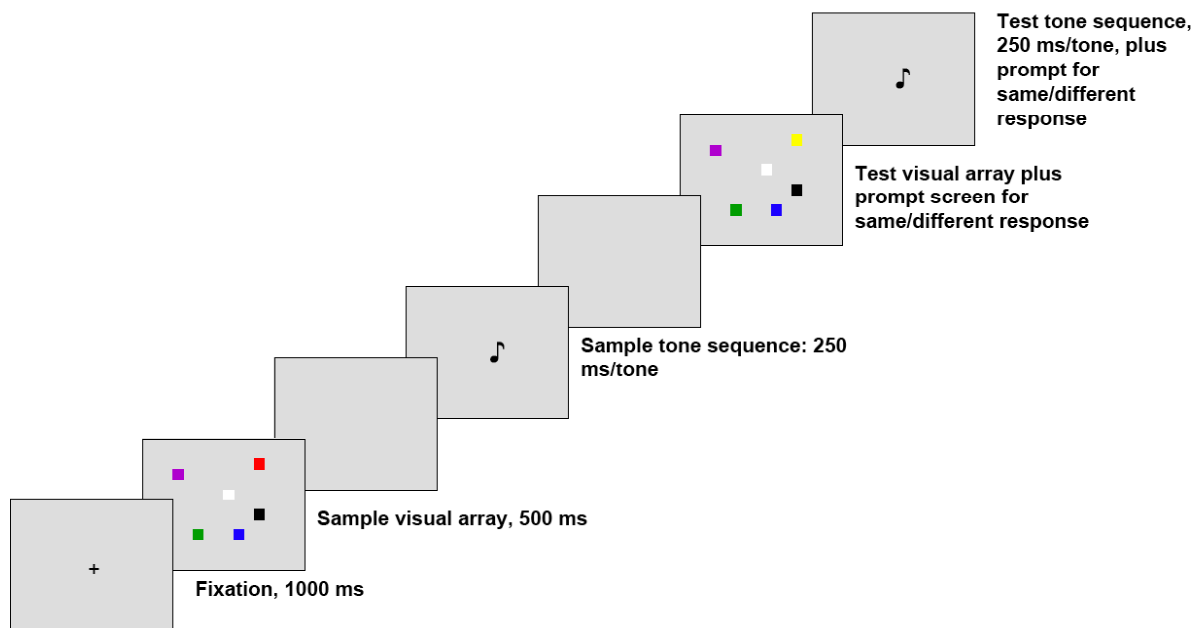 Test tone sequence,
250 ms/tone, plus
prompt for
same/different
response
Test visual array plus
prompt screen for
same/different response
Sample tone sequence: 250
ms/tone
Sample visual array, 500 ms
Fixation, 1000 ms